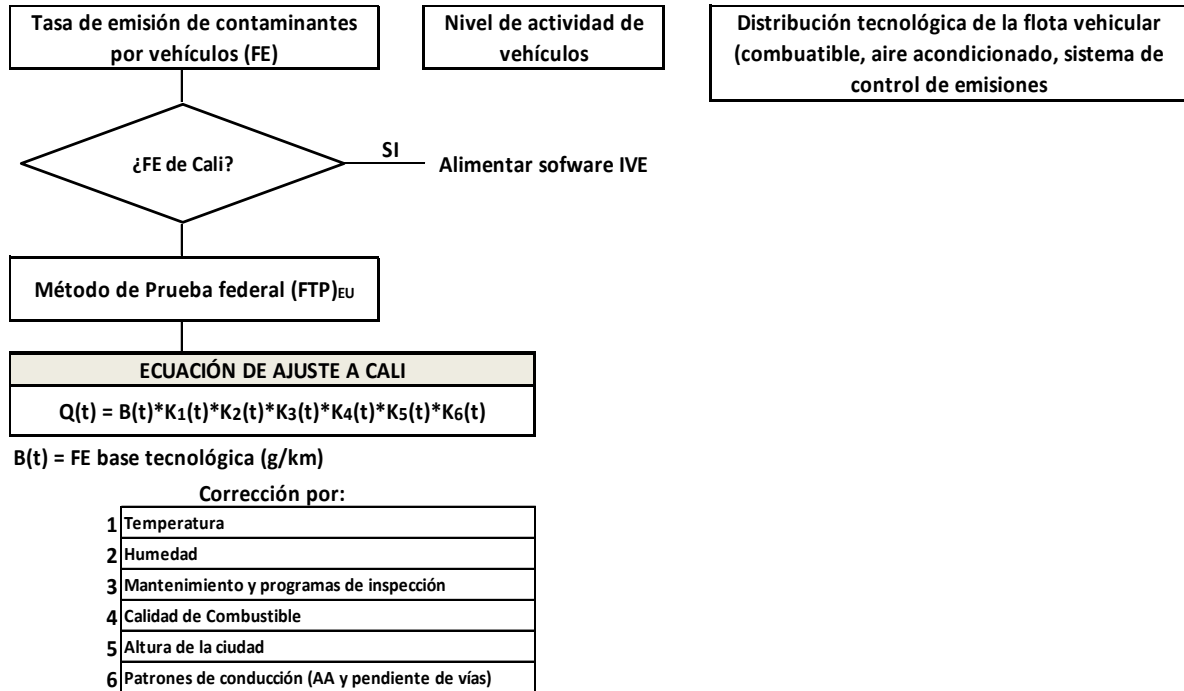 Tasa de emisión de contaminantes
por vehículos (FE)
Nivel de actividad de
vehículos
Distribución tecnológica de la flota vehicular
(combuatible, aire acondicionado, sistema de
control de emisiones
¿FE de Cali?
SI
Alimentar sofware IVE
Método de Prueba federal (FTP)EU
ECUACIÓN DE AJUSTE A CALI
Q(t) = B(t)*K1(t)*K2(t)*K3(t)*K4(t)*K5(t)*K6(t)
B(t) = FE base tecnológica (g/km)
Corrección por:
1 Temperatura
2 Humedad
3 Mantenimiento y programas de inspección
4 Calidad de Combustible
5 Altura de la ciudad
6 Patrones de conducción (AA y pendiente de vías)